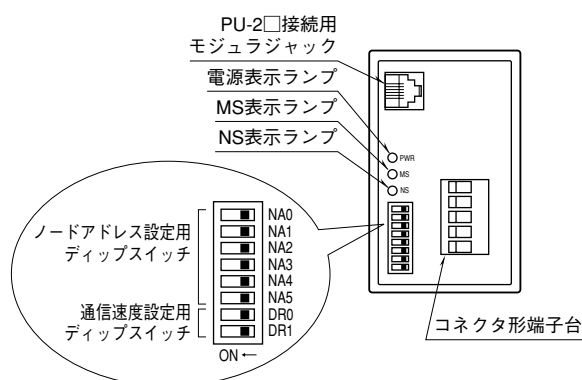 PU-2□接続用
モジュラジャック
電源表示ランプ
MS表示ランプ
NS表示ランプ
PWR
MS
NS
ノードアドレス設定用
ディップスイッチ
NA0
NA1
NA2
NA3
NA4
NA5
通信速度設定用
ディップスイッチ
DR0
DR1
ON ←
コネクタ形端子台